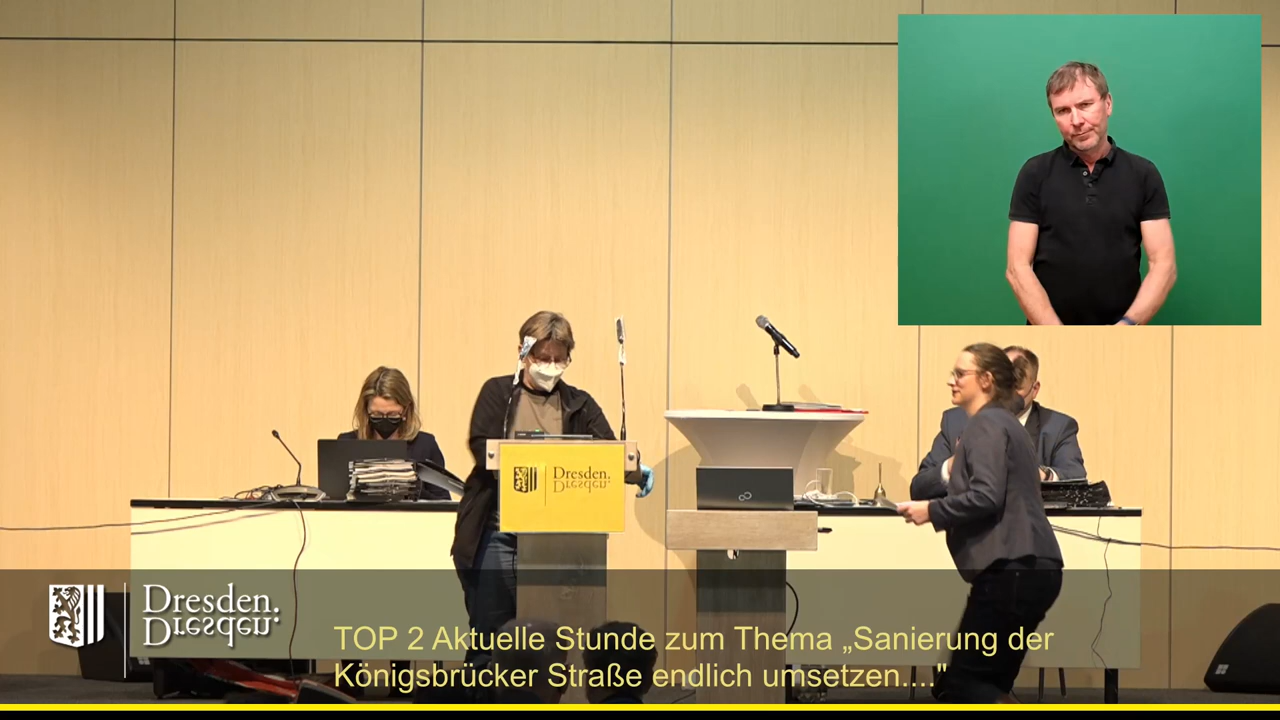 Dresden.
Dresden.
Dresden.
Dresden.
TOP 2 Aktuelle Stunde zum Thema „Sanierung der
Königsbrücker Straße endlich umsetzen...."